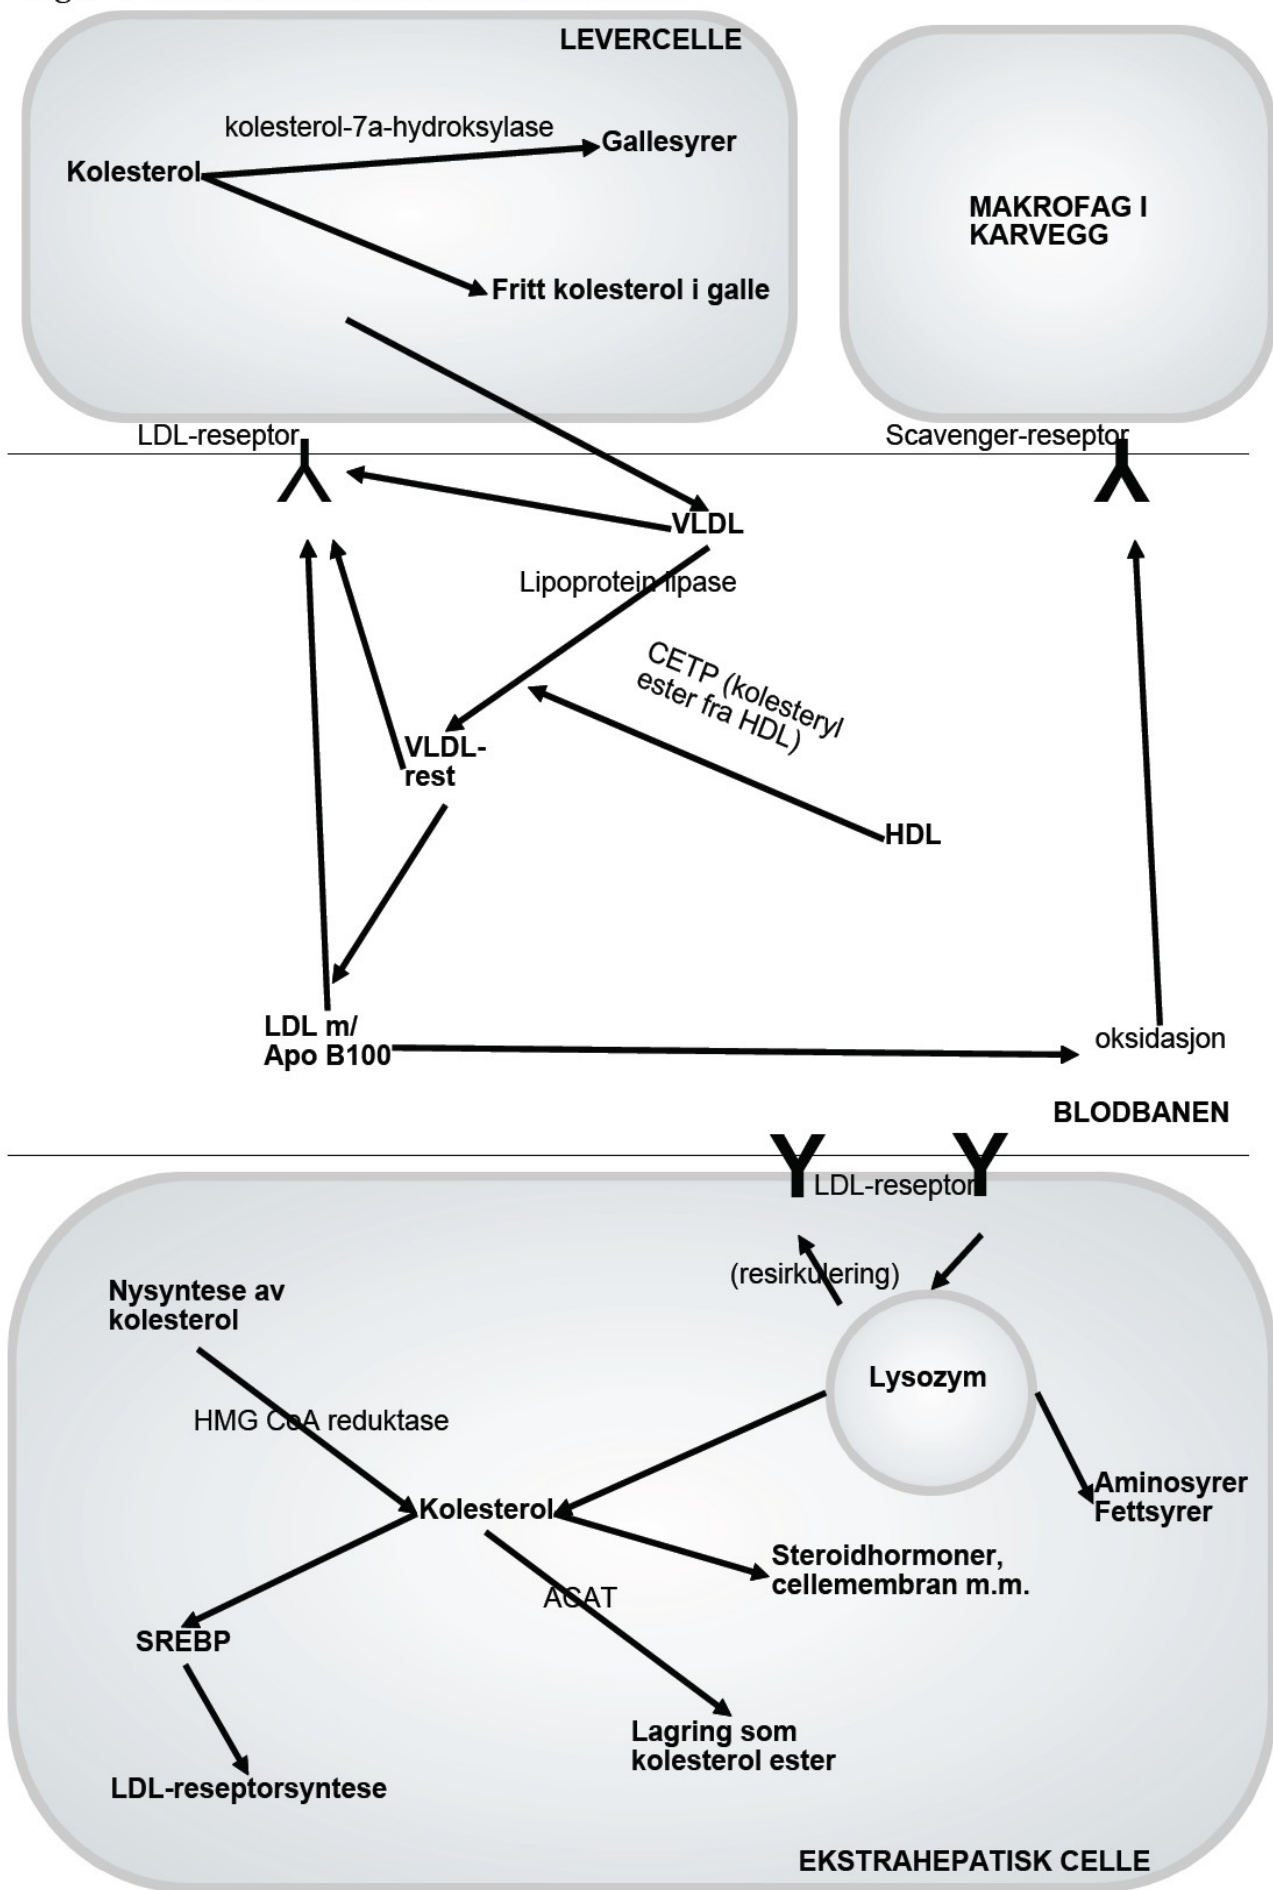 LEVERCELLE
kolesterol-7a-hydroksylase
Gallesyrer
Kolesterol
Fritt kolesterol i galle
MAKROFAG I
KARVEGG
LDL-reseptor
Scavenger-reseptor
VLDL
Lipoprotein lipase
CETP (kolesteryl
ester fra HDL)
VLDL-
rest
HDL
LDL m/
Apo B100
oksidasjon
BLODBANEN
LDL-reseptor
(resirkulering)
Nysyntese av
kolesterol
Lysozym
HMG CoA reduktase
Aminosyrer
Fettsyrer
Kolesterol
Steroidhormoner,
cellemembran m.m.
ACAT
SREBP
Lagring som
kolesterol ester
LDL-reseptorsyntese
EKSTRAHEPATISK CELLE